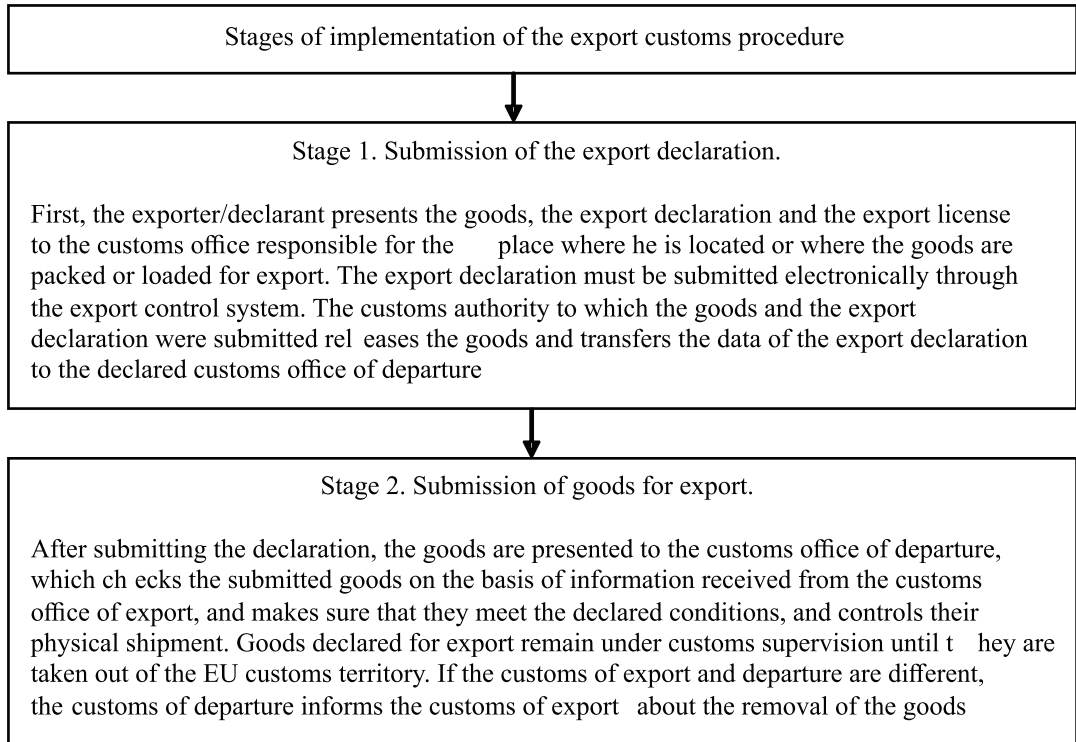 Stages of implementation of the export customs procedure
Stage 1. Submission of the export declaration.
First, the exporter/declarant presents the goods, the export declaration and the export license
to the customs office responsible for the place where he is located or where the goods are
packed or loaded for export. The export declaration must be submitted electronically through
the export control system. The customs authority to which the goods and the export
declaration were submitted rel eases the goods and transfers the data of the export declaration
to the declared customs office of departure
Stage 2. Submission of goods for export.
After submitting the declaration, the goods are presented to the customs office of departure,
which ch ecks the submitted goods on the basis of information received from the customs
office of export, and makes sure that they meet the declared conditions, and controls their
physical shipment. Goods declared for export remain under customs supervision until t hey are
taken out of the EU customs territory. If the customs of export and departure are different,
the customs of departure informs the customs of export about the removal of the goods